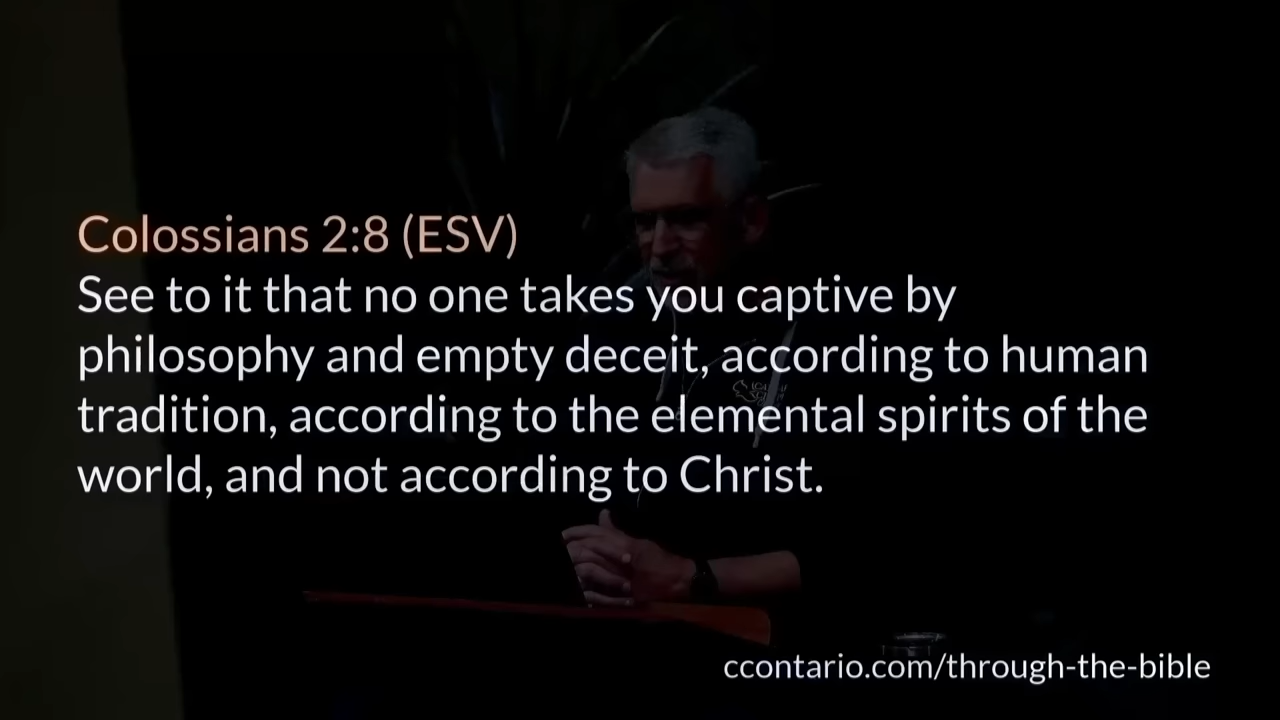 Colossians 2:8 (ESV)
See to it that no one takes you captive by
philosophy and empty deceit, according to human
tradition, according to the elemental spirits of the
world, and not according to Christ.
ccontario.com/through-the-bible